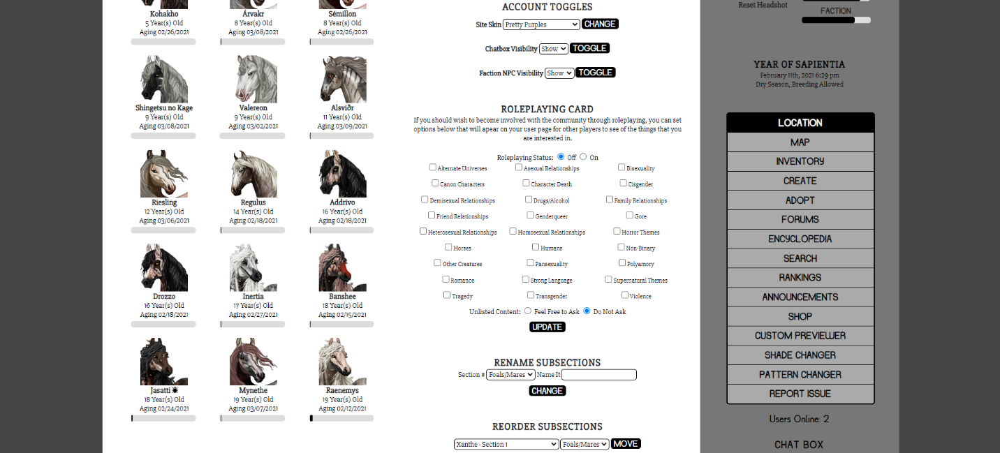 Kohakho
5 Year(s) Old
Aging 02/26/2021
Árvakr
8 Year(s) Old
Aging 03/08/2021
Sémillon
8 Year(s) Old
Aging 02/26/2021
Shingetsu no Kage
9 Year(s) Old
Aging 03/08/2021
Valereon
9 Year(s) Old
Aging 03/02/2021
Alsviðr
11 Year(s) Old
Aging 03/09/2021
Riesling
12 Year(s) Old
Aging 03/06/2021
Regulus
14 Year(s) Old
Aging 02/18/2021
Addrivo
16 Year(s) Old
Aging 02/18/2021
Drozzo
16 Year(s) Old
Aging 02/18/2021
Inertia
17 Year(s) Old
Aging 02/27/2021
Banshee
18 Year(s) Old
Aging 02/15/2021
Jasatti
18 Year(s) Old
Aging 02/24/2021
Mynethe
19 Year(s) Old
Aging 03/07/2021
Raenemys
19 Year(s) Old
Aging 02/12/2021
ACCOUNT TOGGLES
Site Skin Pretty Purples CHANGE
Chatbox Visibility Show TOGGLE
Faction NPC Visibility Show TOGGLE
ROLEPLAYING CARD
If you should wish to become involved with the community through roleplaying, you can set
options below that will apear on your user page for other players to see of the things that you
are interested in.
Roleplaying Status: Off On
Alternate Universes Asexual Relationships Bisexuality
Canon Characters Character Death Cisgender
Demisexual Relationships Drugs/Alcohol Family Relationships
Friend Relationships Genderqueer Gore
Heterosexual Relationships Homosexual Relationships Horror Themes
Horses Humans Non-Binary
Other Creatures Pansexuality Polyamory
Romance Strong Language Supernatural Themes
Tragedy Transgender Violence
Unlisted Content: Feel Free to Ask Do Not Ask
UPDATE
RENAME SUBSECTIONS
Section # Foals/Mares Name It
CHANGE
REORDER SUBSECTIONS
Xanthe - Section 1 Foals/Mares MOVE
Reset Headshot
FACTION
YEAR OF SAPIENTIA
February 11th, 2021 6:29 pm
Dry Season, Breeding Allowed
LOCATION
MAP
INVENTORY
CREATE
ADOPT
FORUMS
ENCYCLOPEDIA
SEARCH
RANKINGS
ANNOUNCEMENTS
SHOP
CUSTOM PREVIEWER
SHADE CHANGER
PATTERN CHANGER
REPORT ISSUE
Users Online: 2
CHAT BOX